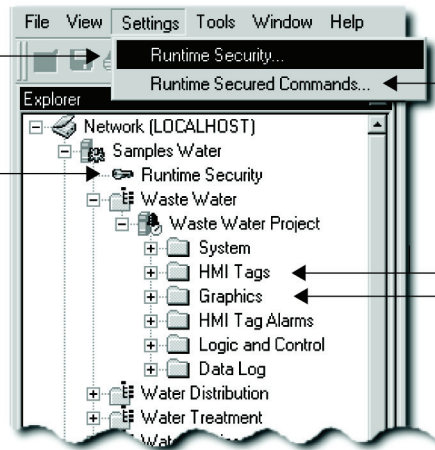 File View Settings Tools Window Help
Runtime Security...
Runtime Secured Commands...
Explorer
Network (LOCALHOST)
Samples Water
Runtime Security
Waste Water
Waste Water Project
System
HMI Tags
Graphics
HMI Tag Alarms
Logic and Control
Data Log
Water Distribution
Water Treatment